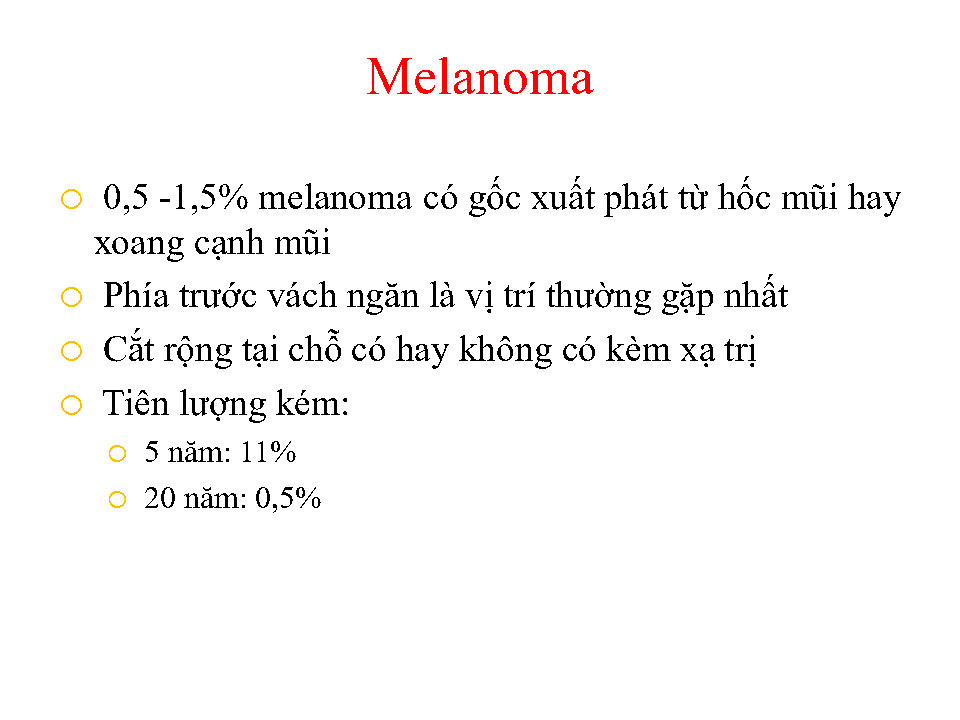 Melanoma
0,5 -1,5% melanoma có gốc xuất phát từ hốc mũi hay
xoang cạnh mũi
Phía trước vách ngăn là vị trí thường gặp nhất
Cắt rộng tại chỗ có hay không có kèm xạ trị
Tiên lượng kém:
5 năm: 11%
20 năm: 0,5%